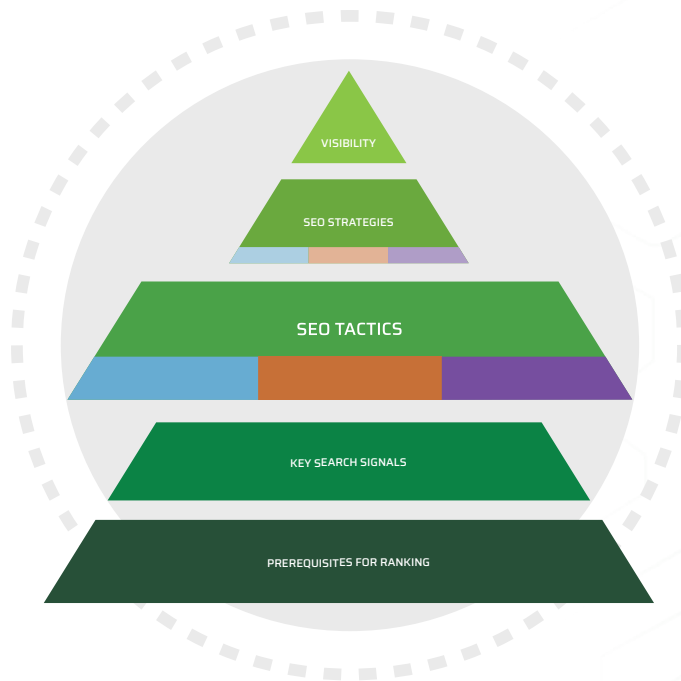 VISIBILITY
SEO STRATEGIES
SEO TACTICS
KEY SEARCH SIGNALS
PREREQUISITES FOR RANKING